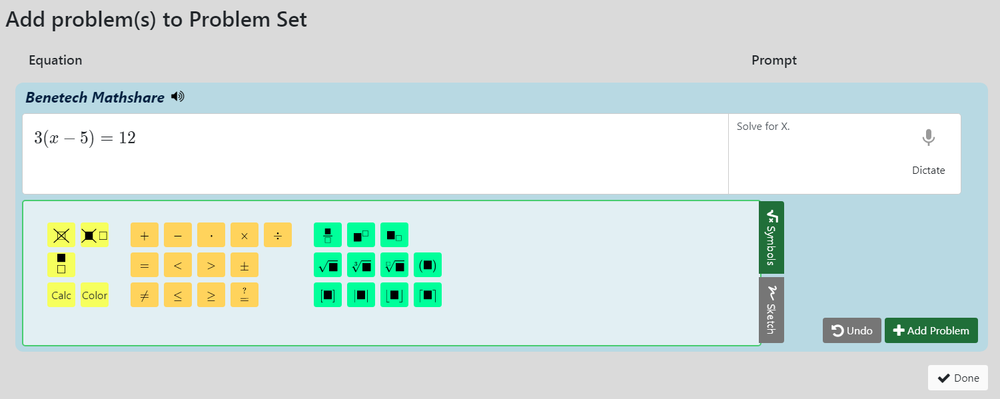 Add problem(s) to Problem Set
Equation Prompt
Benetech Mathshare
3(x − 5) = 12
Solve for X.
Dictate
+ − · × ÷
= < > ±
Calc Color ≠ ≤ ≥ ≟
√ ∛ √ (■)
[■] |■| ⌊■⌋ ⌈■⌉
Symbols
Sketch
Undo Add Problem
Done